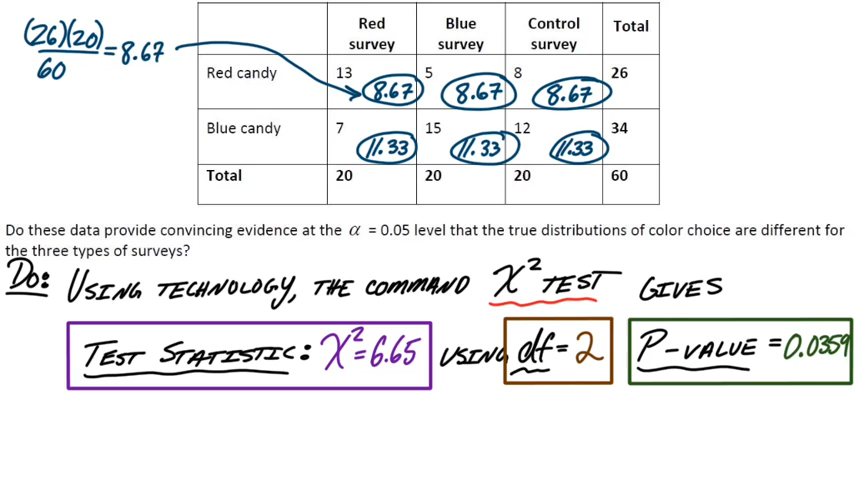 (26)(20)
60
= 8.67
Red survey Blue survey Control survey Total
Red candy 13 8.67 5 8.67 8 8.67 26
Blue candy 7 11.33 15 11.33 12 11.33 34
Total 20 20 20 60
Do these data provide convincing evidence at the α = 0.05 level that the true distributions of color choice are different for
the three types of surveys?
Do: USING TECHNOLOGY, THE COMMAND X² TEST GIVES
TEST STATISTIC: X² = 6.65 USING df = 2 P-VALUE = 0.0359